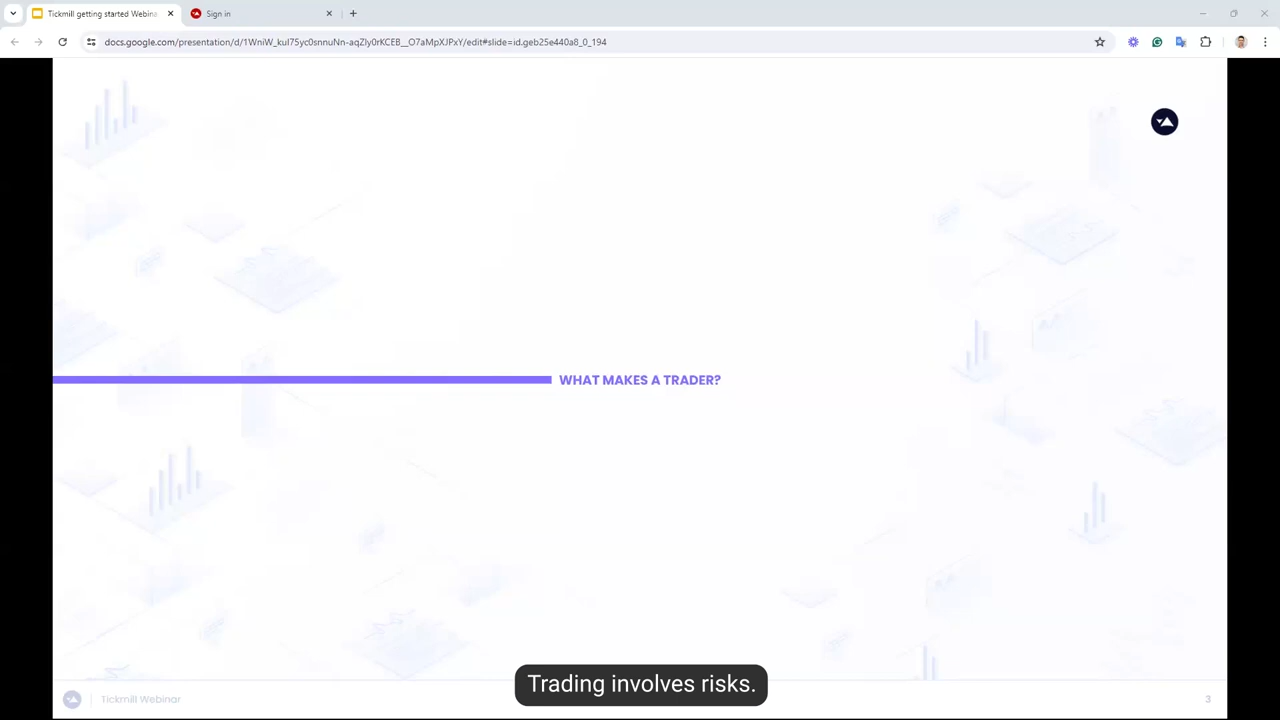 Tickmill getting started Webina
Sign in
docs.google.com/presentation/d/1WniW_kuI75yc0snnuNn-aqZly0rKCEB__O7aMpXJPxY/edit#slide=id.geb25e440a8_0_194
WHAT MAKES A TRADER?
Trading involves risks.
Tickmill Webinar
3